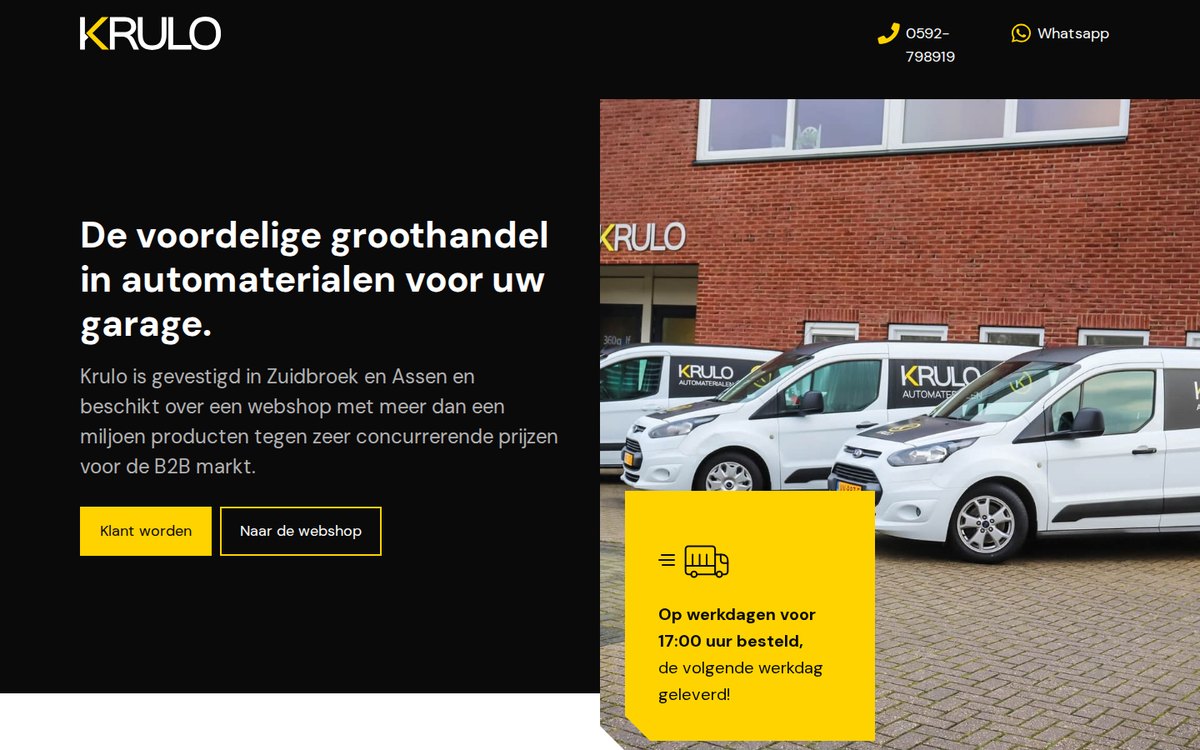 KRULO
0592-
798919
Whatsapp
De voordelige groothandel
in automaterialen voor uw
garage.
Krulo is gevestigd in Zuidbroek en Assen en
beschikt over een webshop met meer dan een
miljoen producten tegen zeer concurrerende prijzen
voor de B2B markt.
Klant worden
Naar de webshop
KRULO
KRULO
AUTOMATERIALEN
KRULO
Op werkdagen voor
17:00 uur besteld,
de volgende werkdag
geleverd!